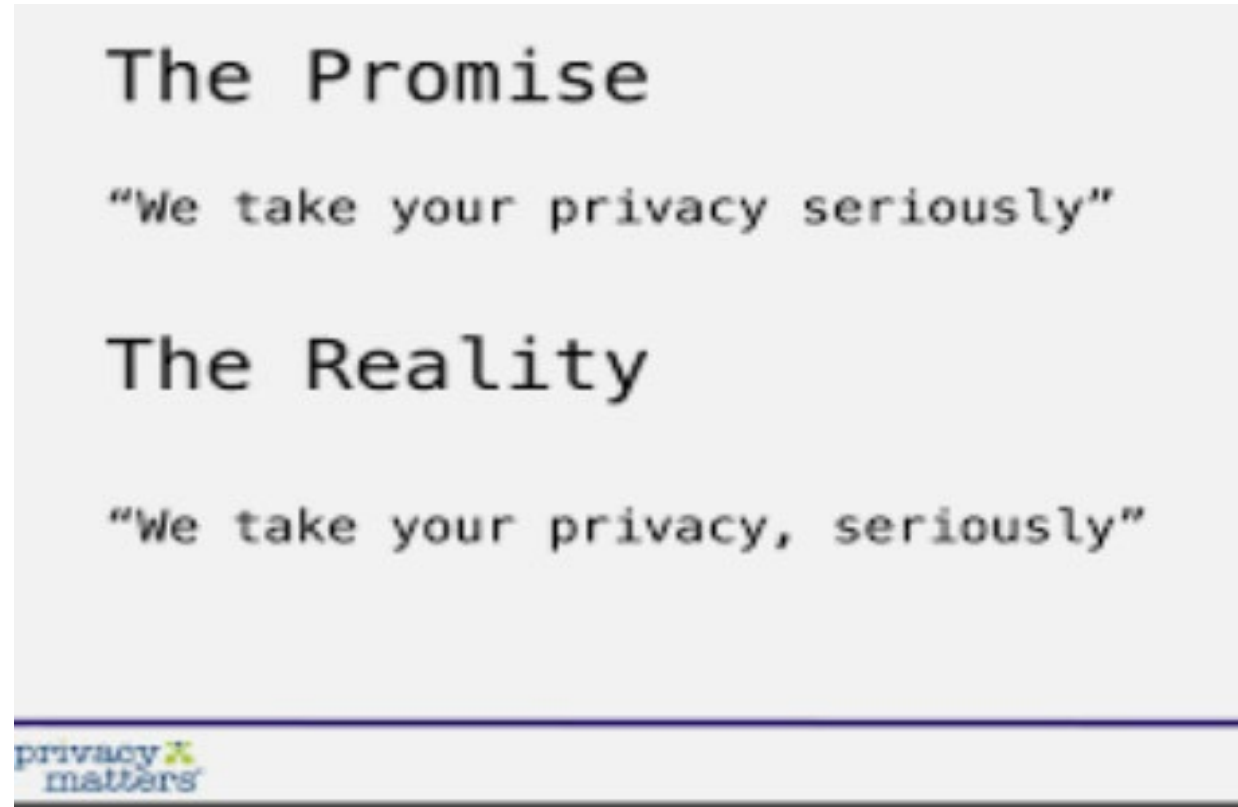 The Promise
“We take your privacy seriously”
The Reality
“We take your privacy, seriously”
privacy
matters